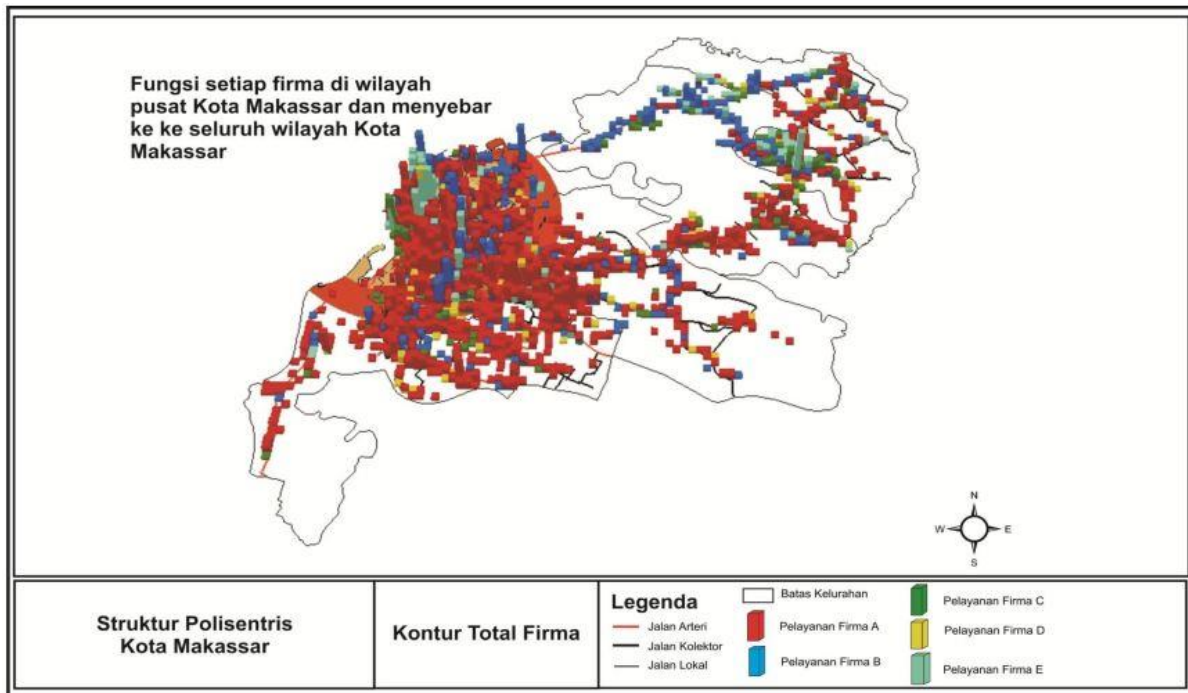 Fungsi setiap firma di wilayah
pusat Kota Makassar dan menyebar
ke ke seluruh wilayah Kota
Makassar
N
W E
S
Struktur Polisentris
Kota Makassar
Kontur Total Firma
Legenda
Jalan Arteri
Jalan Kolektor
Jalan Lokal
Batas Kelurahan
Pelayanan Firma A
Pelayanan Firma B
Pelayanan Firma C
Pelayanan Firma D
Pelayanan Firma E